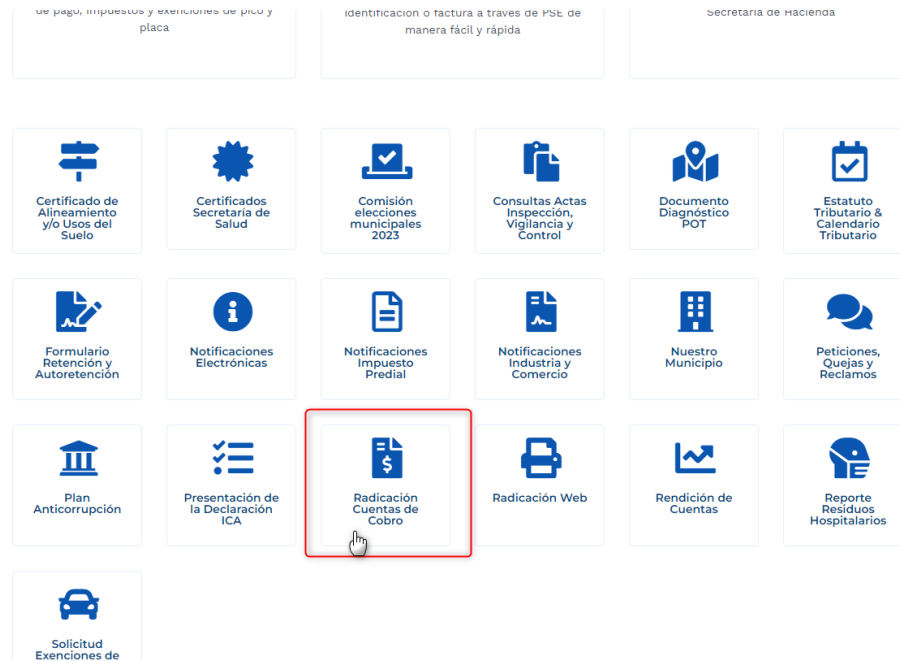 de pago, impuestos y exenciones de pico y
placa
identificación o factura a través de PSE de
manera fácil y rápida
Secretaría de Hacienda
Certificado de
Alineamiento
y/o Usos del
Suelo
Certificados
Secretaría de
Salud
Comisión
elecciones
municipales
2023
Consultas Actas
Inspección,
Vigilancia y
Control
Documento
Diagnóstico
POT
Estatuto
Tributario &
Calendario
Tributario
Formulario
Retención y
Autoretención
Notificaciones
Electrónicas
Notificaciones
Impuesto
Predial
Notificaciones
Industria y
Comercio
Nuestro
Municipio
Peticiones,
Quejas y
Reclamos
Plan
Anticorrupción
Presentación de
la Declaración
ICA
Radicación
Cuentas de
Cobro
Radicación Web
Rendición de
Cuentas
Reporte
Residuos
Hospitalarios
Solicitud
Exenciones de